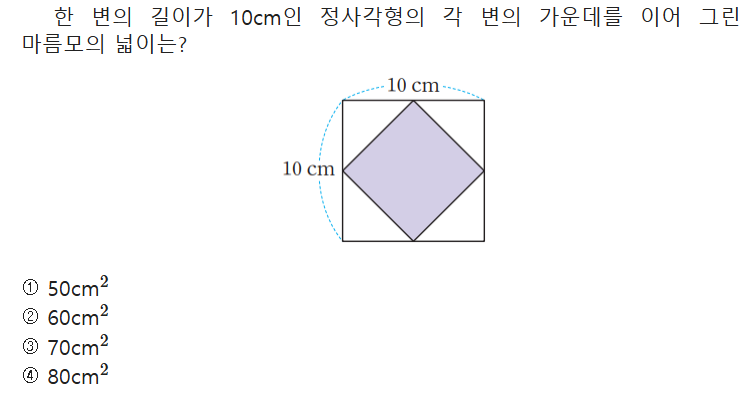 한 변의 길이가 10cm인 정사각형의 각 변의 가운데를 이어 그린
마름모의 넓이는?
10 cm
10 cm
① 50cm²
② 60cm²
③ 70cm²
④ 80cm²